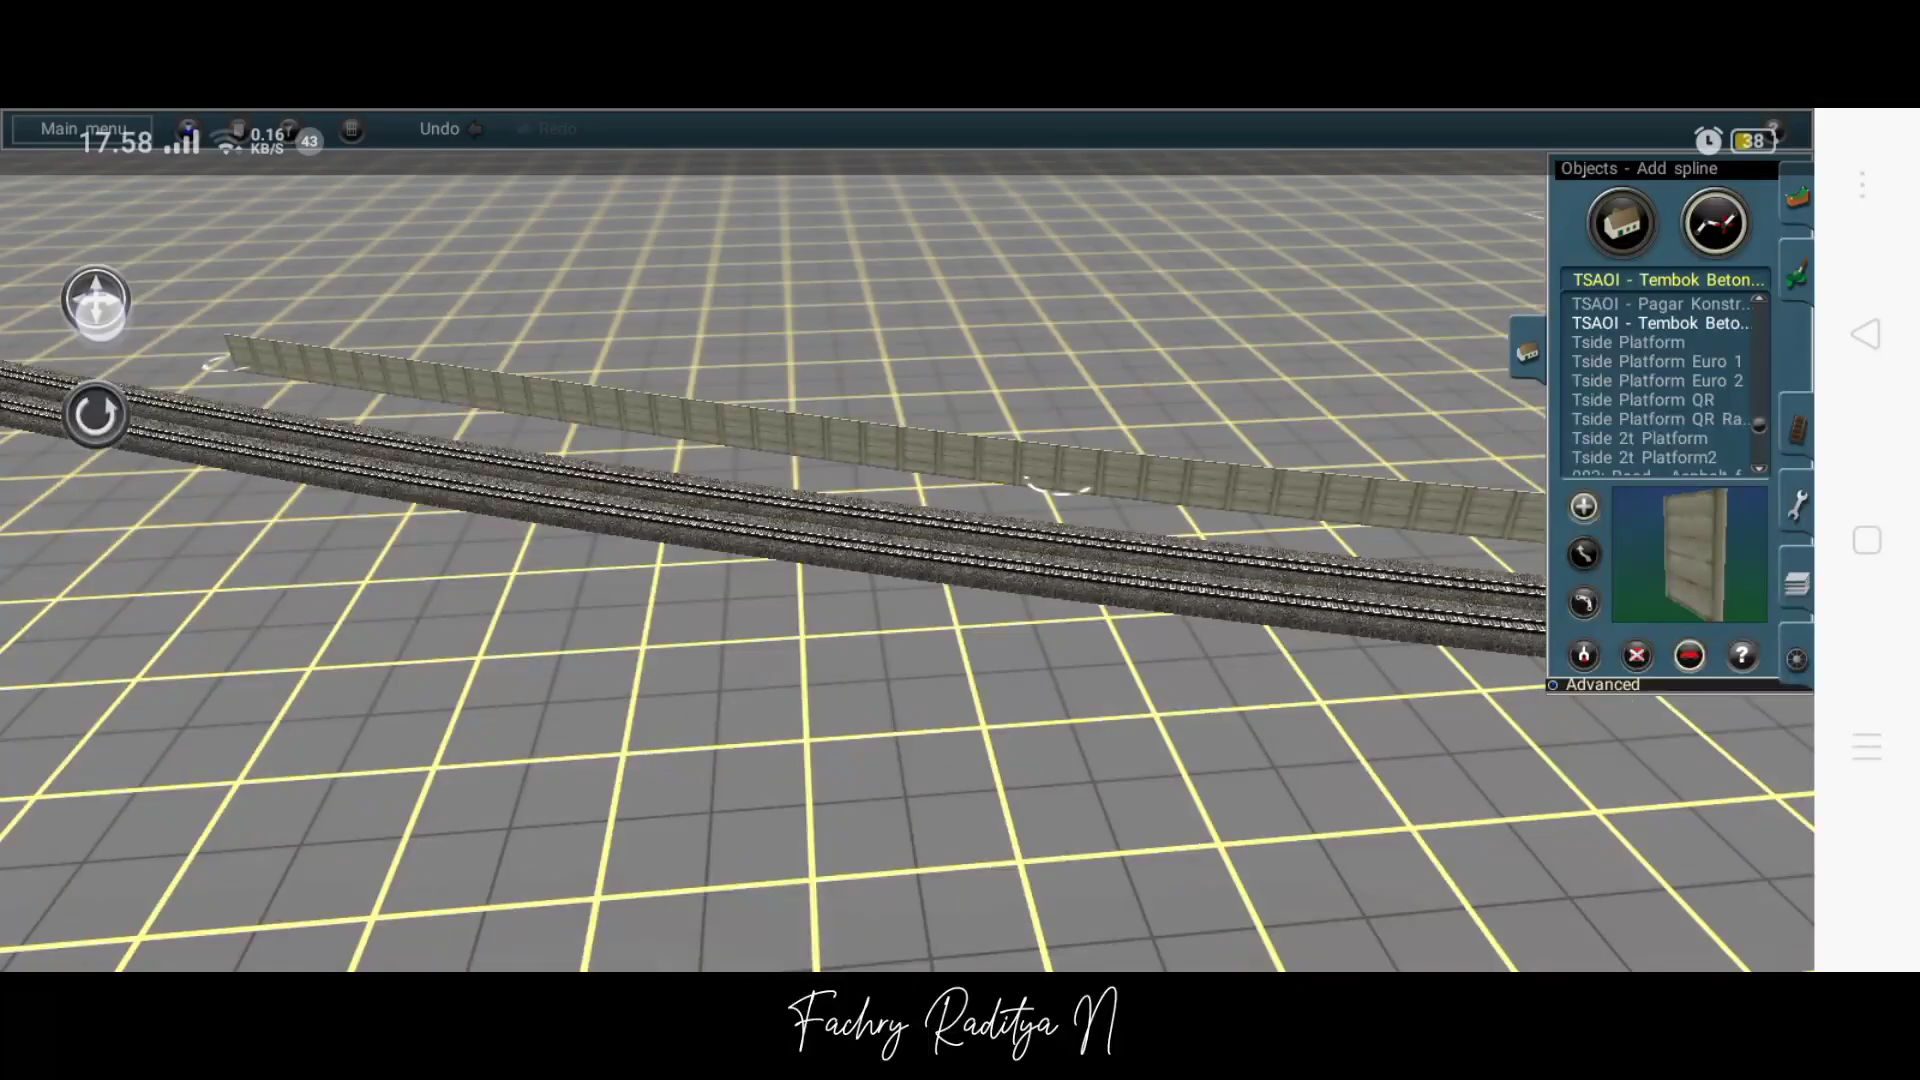 Main menu
Undo
Redo
17.58
0.16
KB/S
43
38
Objects - Add spline
TSAOI - Tembok Beton...
TSAOI - Pagar Konstr...
TSAOI - Tembok Beto...
Tside Platform
Tside Platform Euro 1
Tside Platform Euro 2
Tside Platform QR
Tside Platform QR Ra...
Tside 2t Platform
Tside 2t Platform2
?
Advanced
Fachry Raditya N